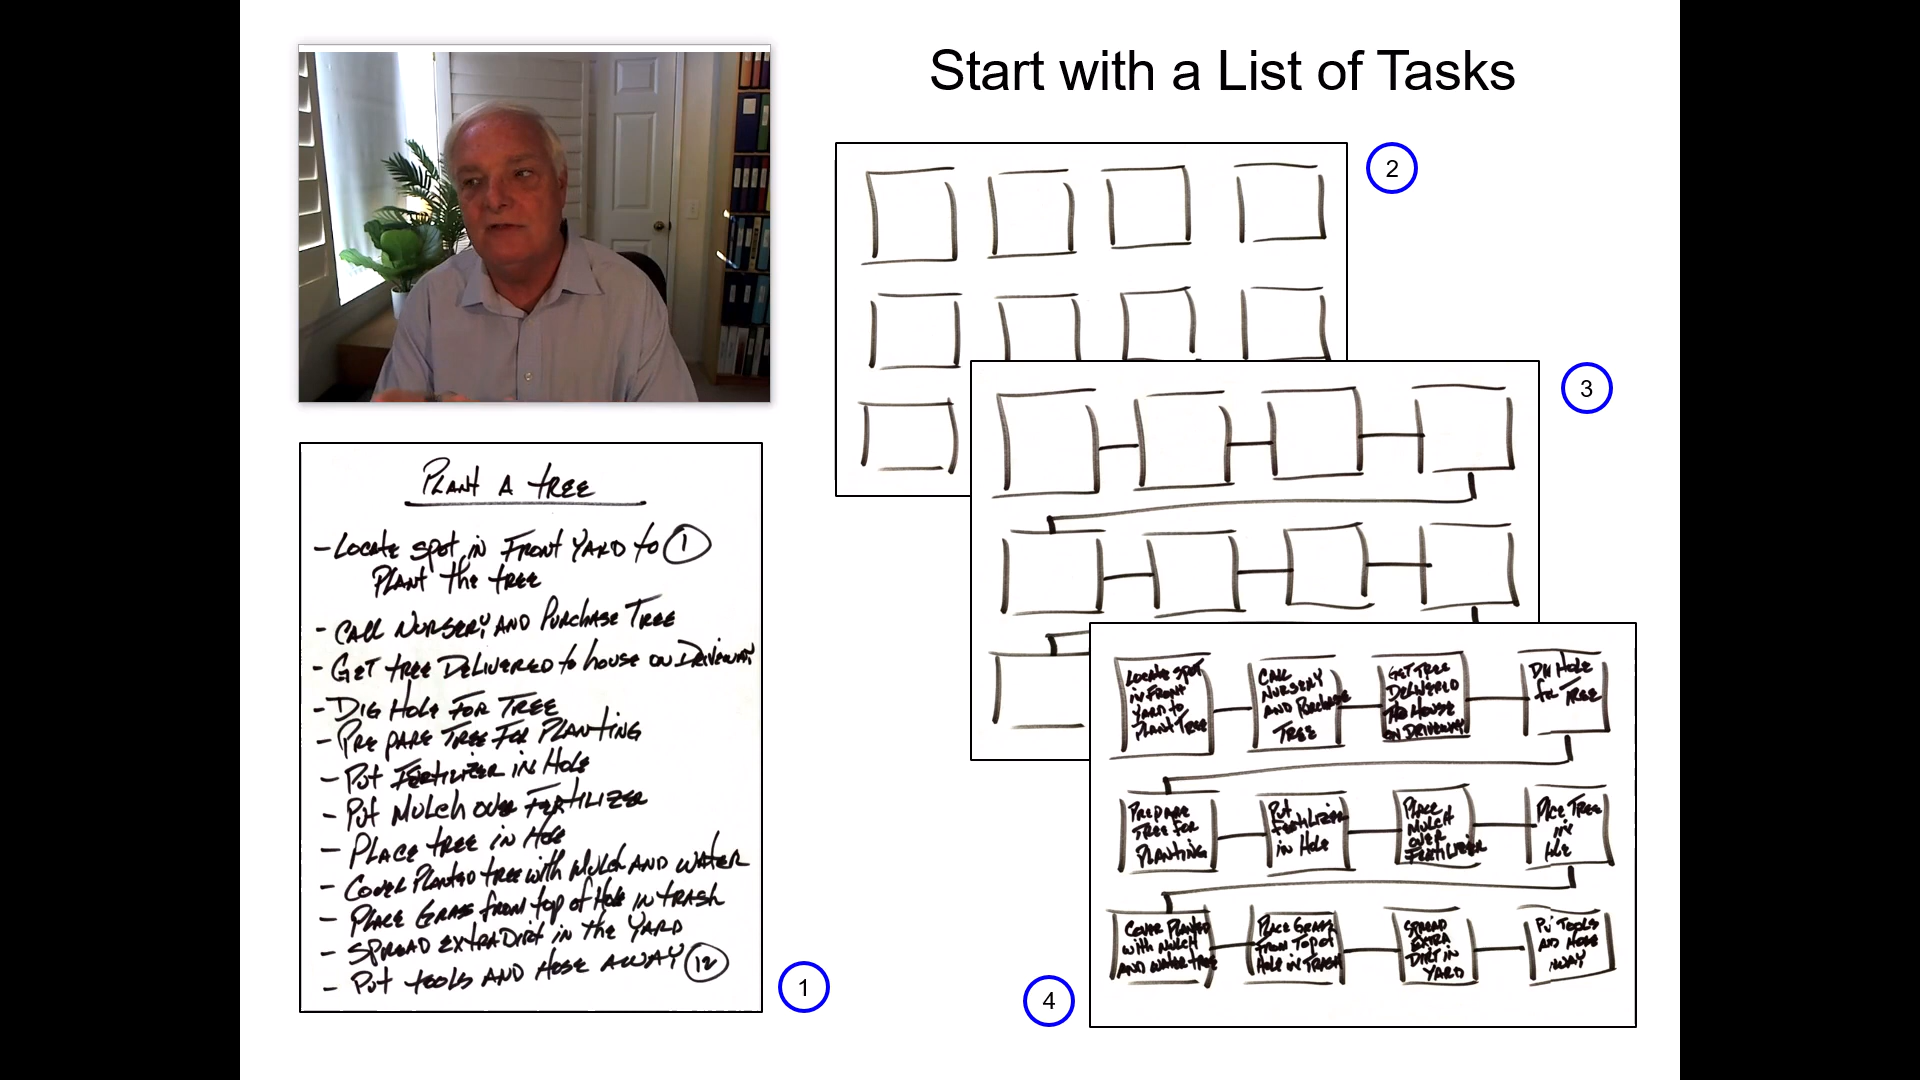 Start with a List of Tasks
2
3
PLANT A TREE
- LOCATE SPOT IN FRONT YARD to 1
PLANT the tREE
- CALL NURSERY AND PURCHASE TREE
- GET tREE DELIVERED to house ON DRIVEWAY
- DIG HOLE FOR TREE
- PREPARE TREE FOR PLANTING
- Put FERTILIZER IN HOLE
- Put MULCH OVER FERTILIZER
- PLACE tREE IN HOLE
- COVER PLANTED tREE with MULCH AND WATER
- PLACE GRASS from top of Hole IN tRASH
- SPREAD EXTRA DIRT IN the YARD
- Put tools AND HOSE AWAY 12
1
LOCATE SPOT
IN FRONT
YARD to
PLANT TREE
CALL
NURSERY
AND PURCHASE
TREE
GET TREE
DELIVERED
TO HOUSE
ON DRIVEWAY
DIG HOLE
for TREE
PREPARE
TREE FOR
PLANTING
Put
FERTILIZER
in Hole
PLACE
MULCH
OVER
FERTILIZER
PLCE TREE
IN
HOLE
COVER PLANTED
with MULCH
AND WATER TREE
PLACE GRASS
FROM TOP of
HOLE IN TRASH
SPREAD
EXTRA
DIRT IN
YARD
PUT TOOLS
AND HOSE
AWAY
4